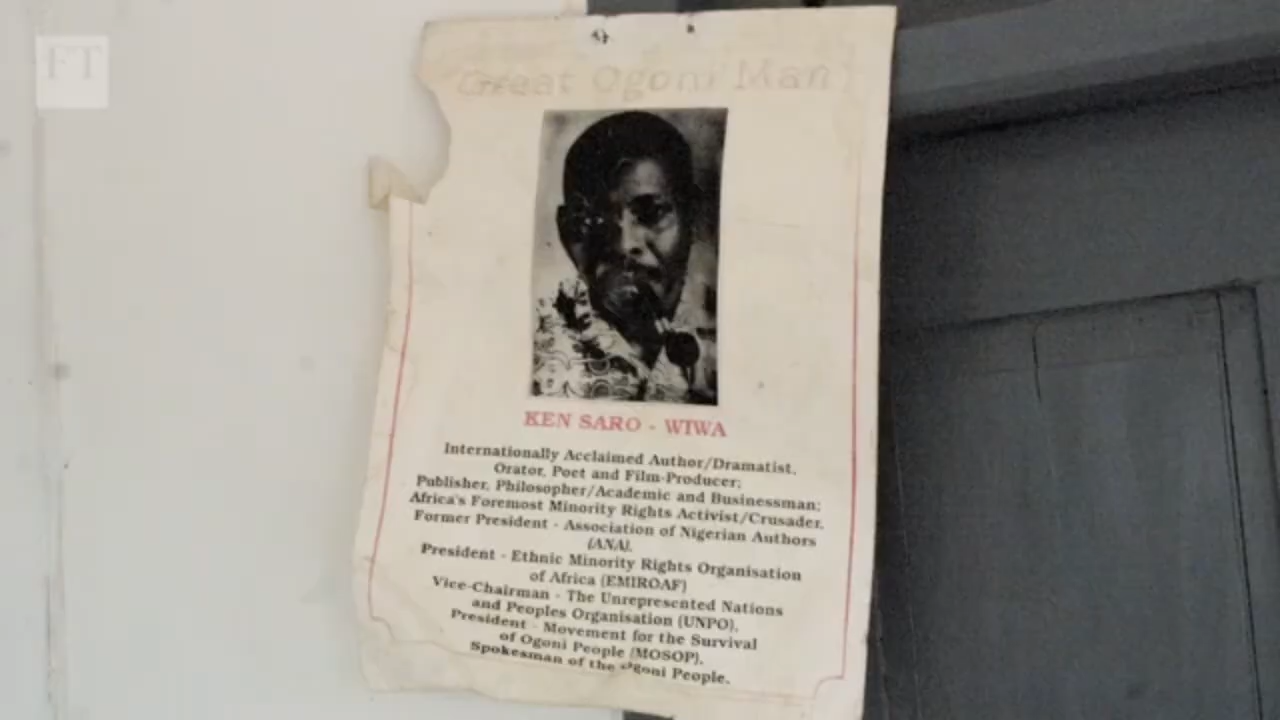 FT
Great Ogoni Man
KEN SARO - WIWA
Internationally Acclaimed Author/Dramatist,
Orator, Poet and Film-Producer;
Publisher, Philosopher/Academic and Businessman;
Africa's Foremost Minority Rights Activist/Crusader,
Former President - Association of Nigerian Authors
(ANA),
President - Ethnic Minority Rights Organisation
of Africa (EMIROAF)
Vice-Chairman - The Unrepresented Nations
and Peoples Organisation (UNPO),
President - Movement for the Survival
of Ogoni People (MOSOP),
Spokesman of the Ogoni People.